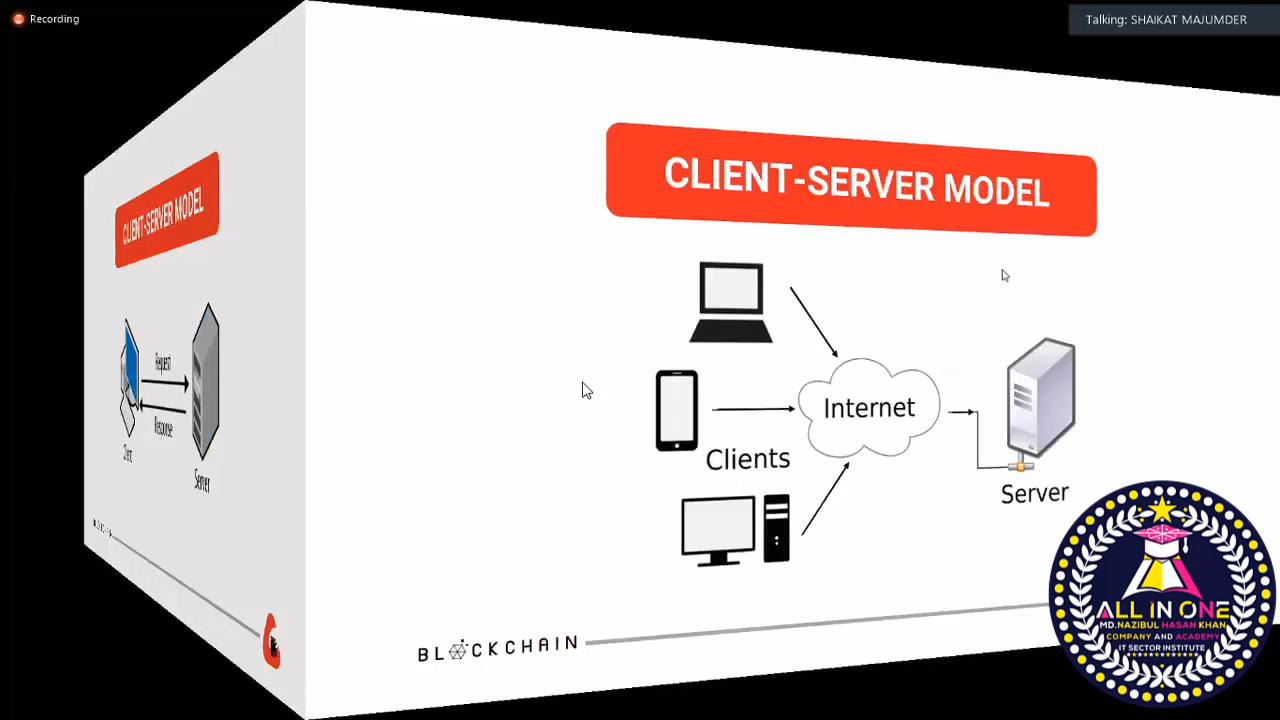 Recording
Talking: SHAIKAT MAJUMDER
CLIENT-SERVER MODEL
Request
Response
Client
Server
CLIENT-SERVER MODEL
Internet
Clients
Server
BLOCKCHAIN
ALL IN ONE
MD.NAZIBUL HASAN KHAN
COMPANY AND ACADEMY
IT SECTOR INSTITUTE